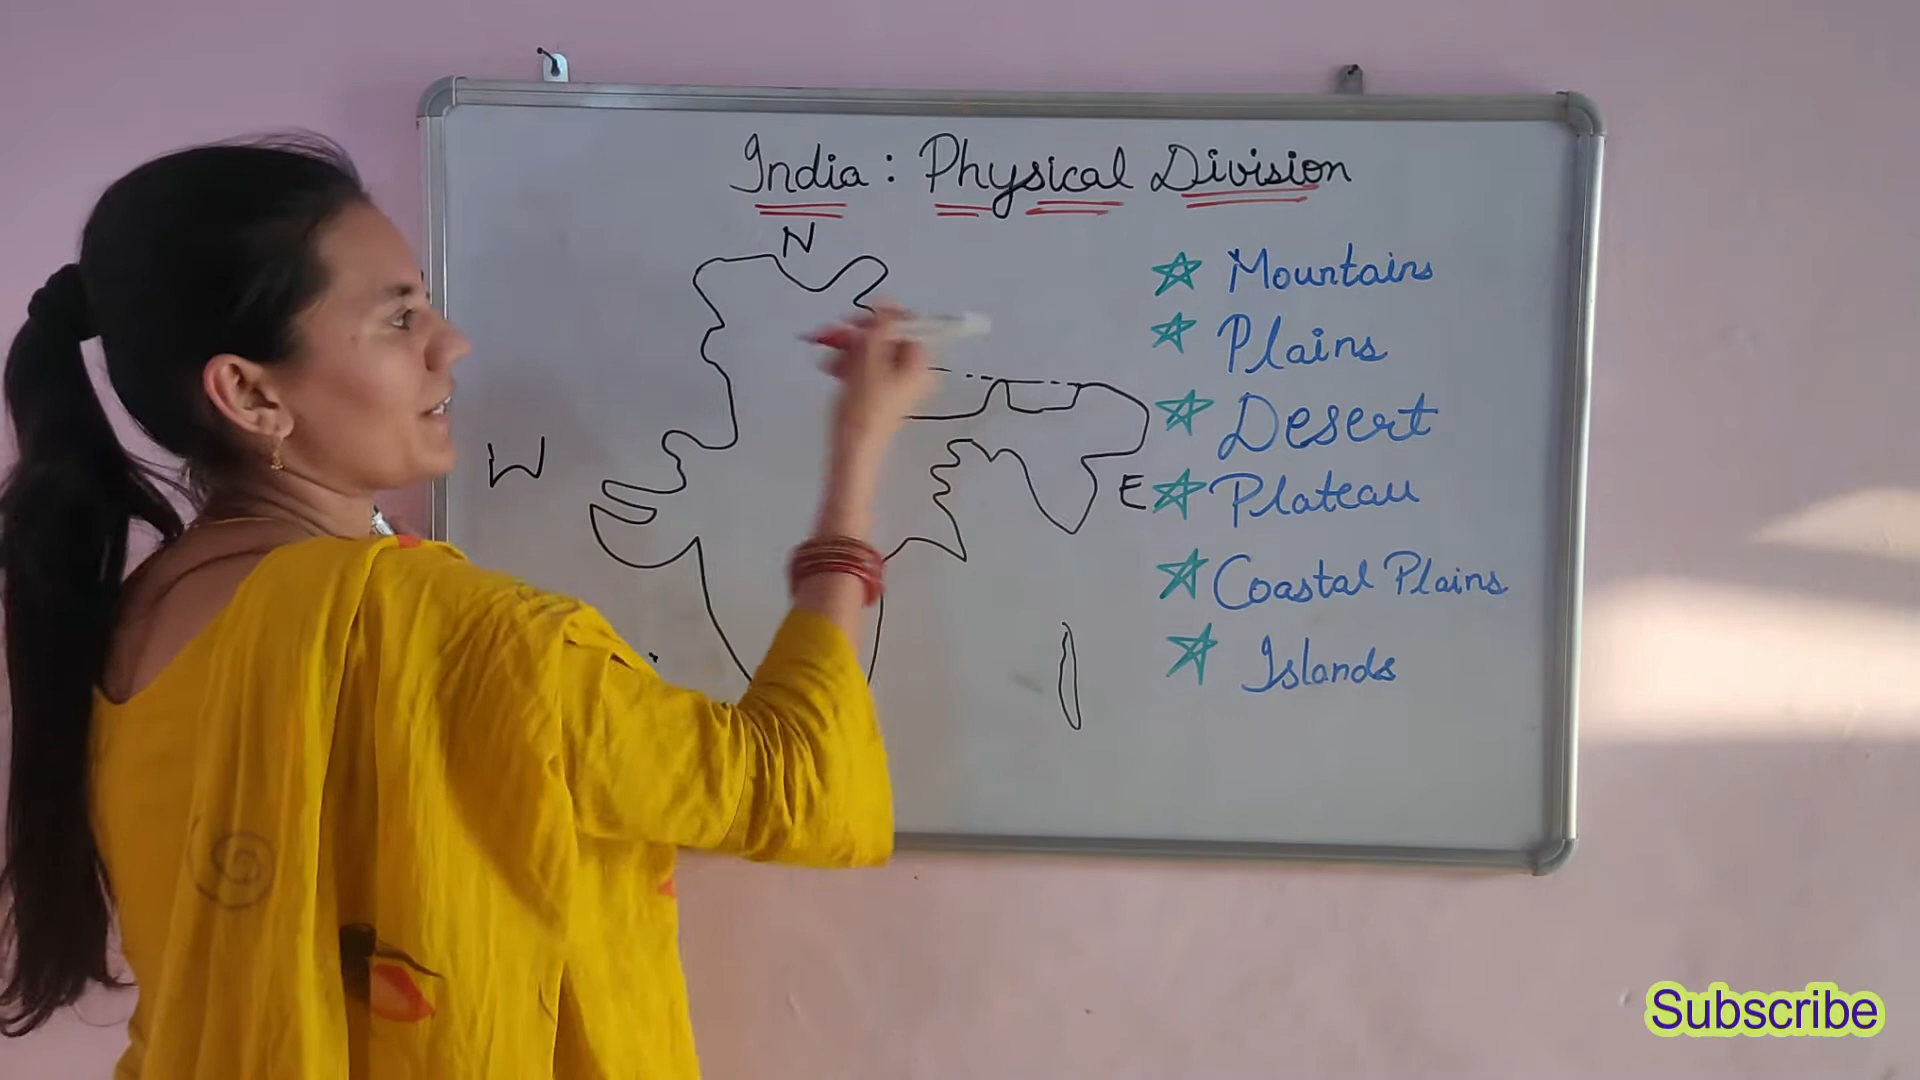 India : Physical Division
N
Mountains
Plains
Desert
W
E
Plateau
Coastal Plains
Islands
Subscribe